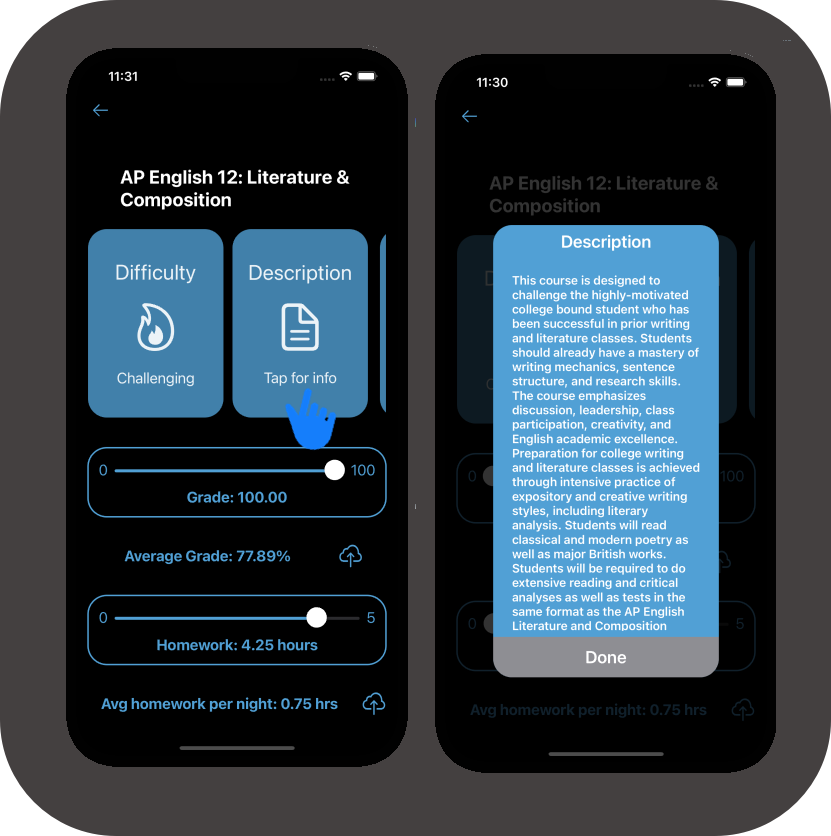 11:31
AP English 12: Literature &
Composition
Difficulty
Challenging
Description
Tap for info
0
100
Grade: 100.00
Average Grade: 77.89%
0
5
Homework: 4.25 hours
Avg homework per night: 0.75 hrs
11:30
AP English 12: Literature &
Composition
Description
This course is designed to
challenge the highly-motivated
college bound student who has
been successful in prior writing
and literature classes. Students
should already have a mastery of
writing mechanics, sentence
structure, and research skills.
The course emphasizes
discussion, leadership, class
participation, creativity, and
English academic excellence.
Preparation for college writing
and literature classes is achieved
through intensive practice of
expository and creative writing
styles, including literary
analysis. Students will read
classical and modern poetry as
well as major British works.
Students will be required to do
extensive reading and critical
analyses as well as tests in the
same format as the AP English
Literature and Composition
Done
0
100
0
5
Avg homework per night: 0.75 hrs